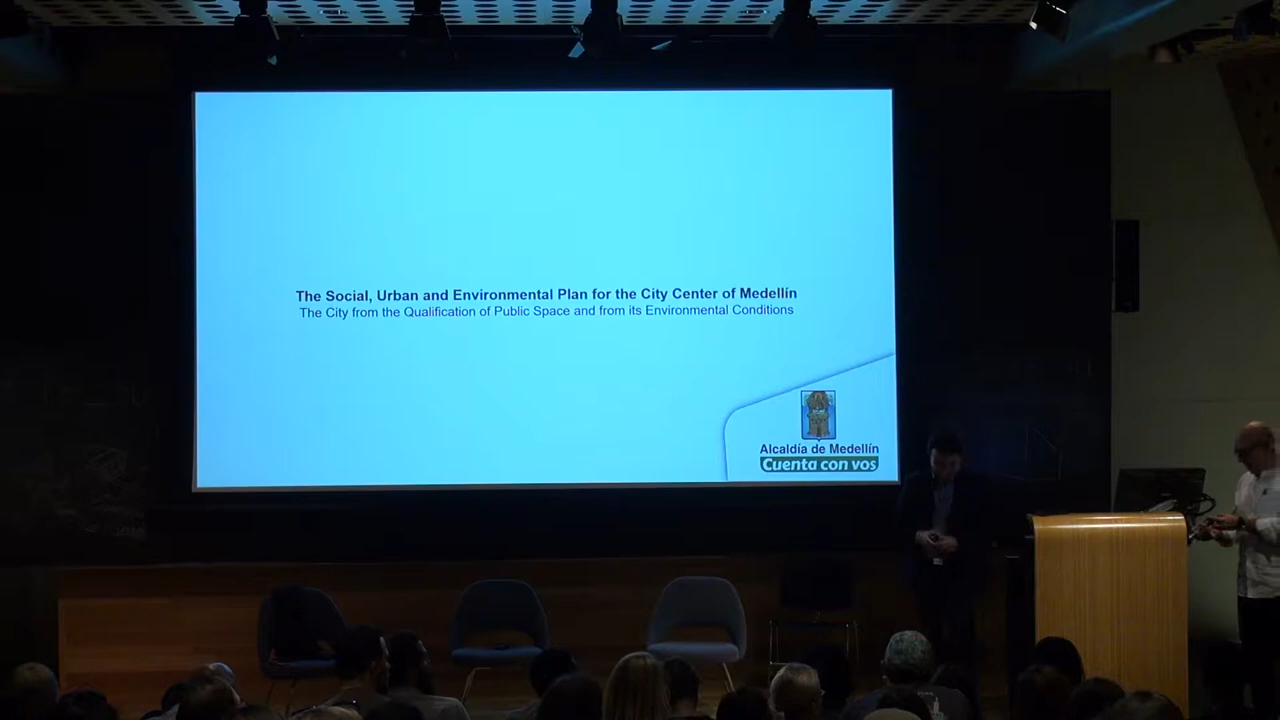 The Social, Urban and Environmental Plan for the City Center of Medellín
The City from the Qualification of Public Space and from its Environmental Conditions
Alcaldía de Medellín
Cuenta con vos